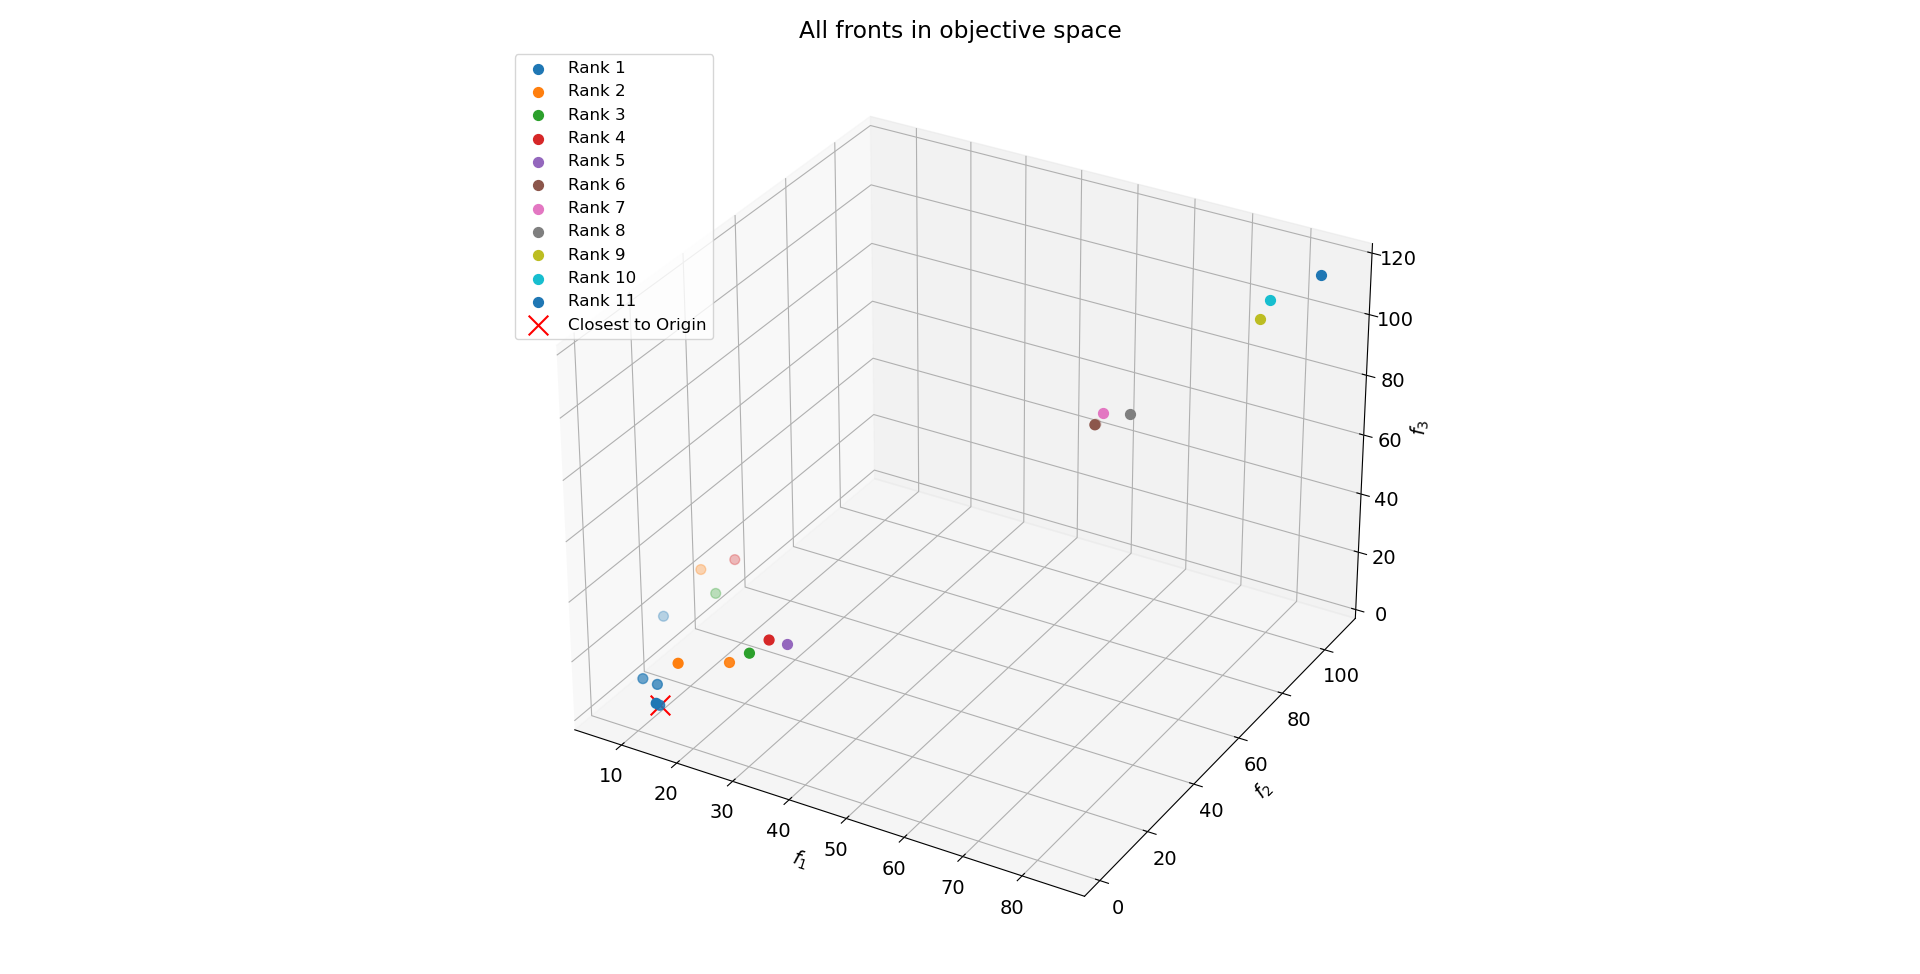 All fronts in objective space
Rank 1
Rank 2
Rank 3
Rank 4
Rank 5
Rank 6
Rank 7
Rank 8
Rank 9
Rank 10
Rank 11
Closest to Origin
120
100
80
60
40
20
0
f₃
100
80
60
40
20
0
f₂
10
20
30
40
50
60
70
80
f₁